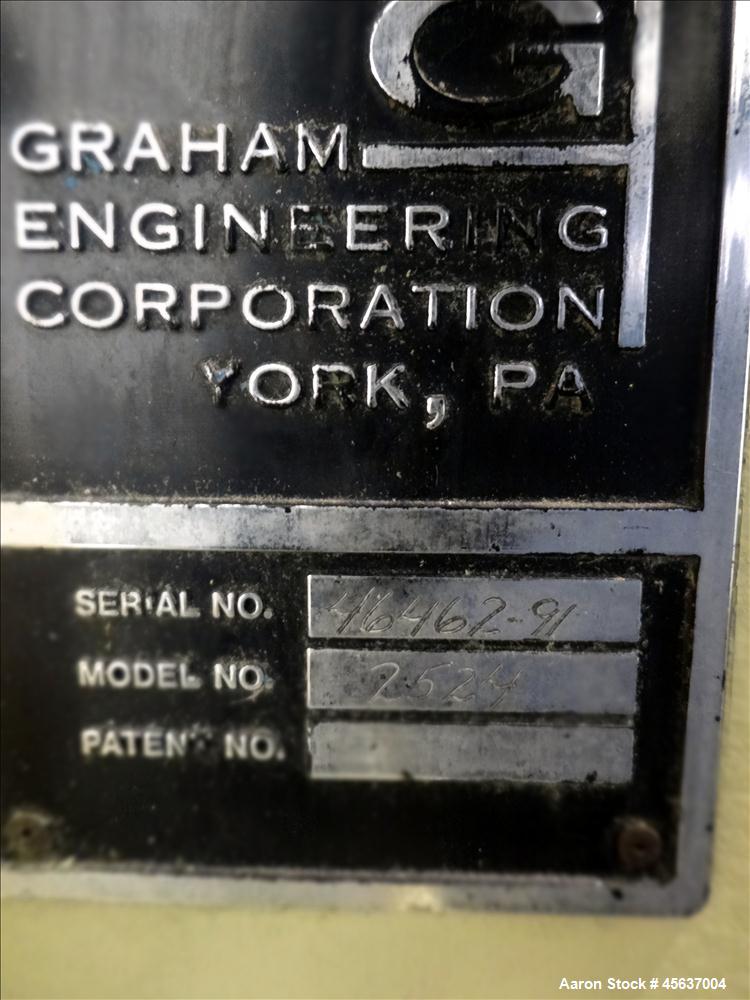 G
GRAHAM
ENGINEERING
CORPORATION
YORK, PA
SERIAL NO. 46462-91
MODEL NO. 2524
PATENT NO.
Aaron Stock # 45637004